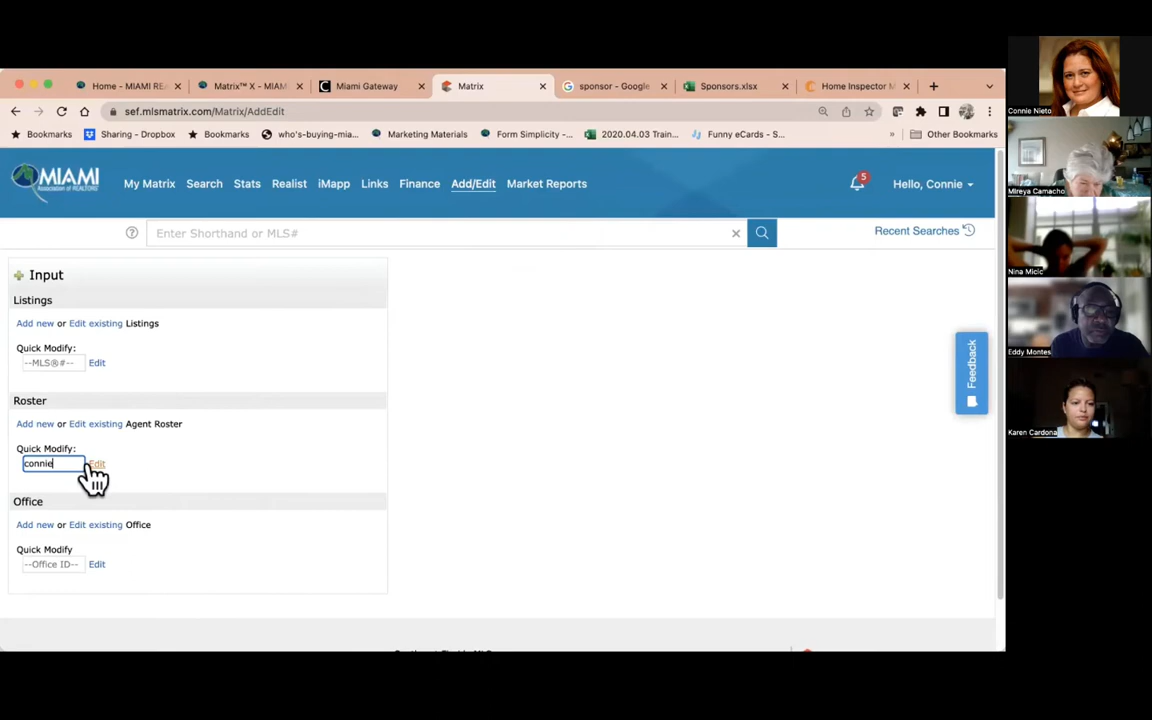 Home - MIAMI RE
Matrix™ X - MIAMI
Miami Gateway
Matrix
sponsor - Google
Sponsors.xlsx
Home Inspector M
sef.mlsmatrix.com/Matrix/AddEdit
Bookmarks
Sharing - Dropbox
Bookmarks
who's-buying-mia...
Marketing Materials
Form Simplicity -...
2020.04.03 Train...
Funny eCards - S...
Other Bookmarks
MIAMI
Association of REALTORS®
My Matrix
Search
Stats
Realist
iMapp
Links
Finance
Add/Edit
Market Reports
5
Hello, Connie
Enter Shorthand or MLS#
Recent Searches
Input
Listings
Add new or Edit existing Listings
Quick Modify:
--MLS®#-- Edit
Roster
Add new or Edit existing Agent Roster
Quick Modify:
connie Edit
Office
Add new or Edit existing Office
Quick Modify
--Office ID-- Edit
Feedback
Connie Nieto
Mireya Camacho
Nina Micic
Eddy Montes
Karen Cardona